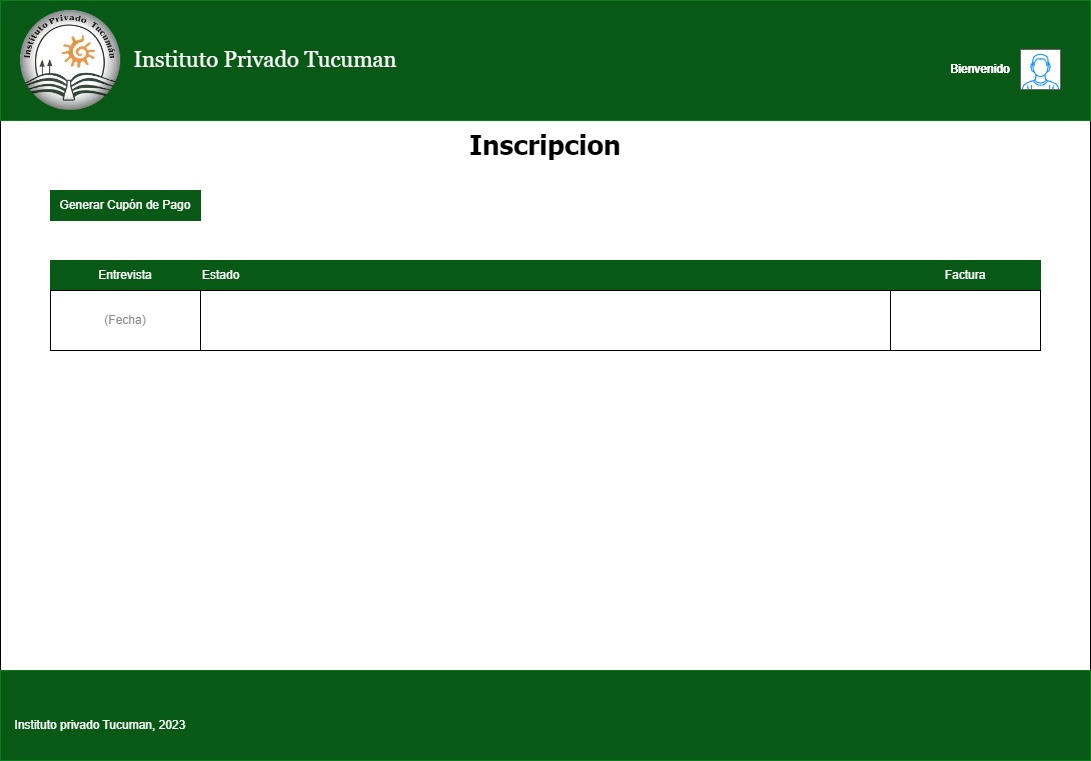 Instituto Privado Tucumán
Instituto Privado Tucuman
Bienvenido
Inscripcion
Generar Cupón de Pago
Entrevista Estado Factura
(Fecha)
Instituto privado Tucuman, 2023